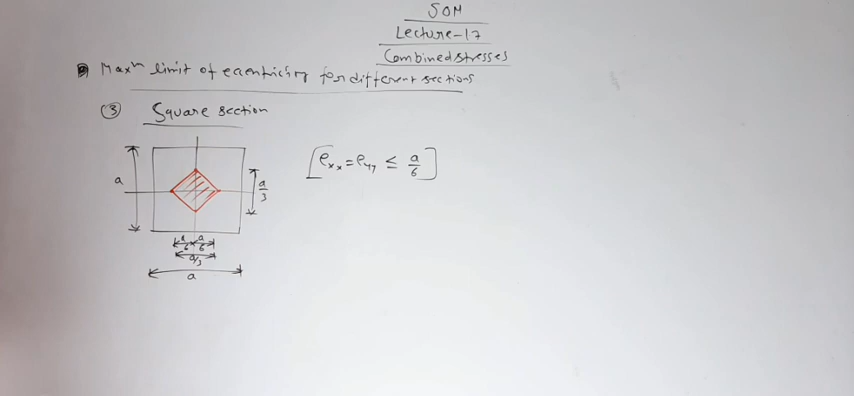 SOM
Lecture-17
Combined stresses
Maxm limit of eccentricity for different sections
③ Square section
[exx = eyy ≤ a/6]
a
a/3
a/6 a/6
a/3
a